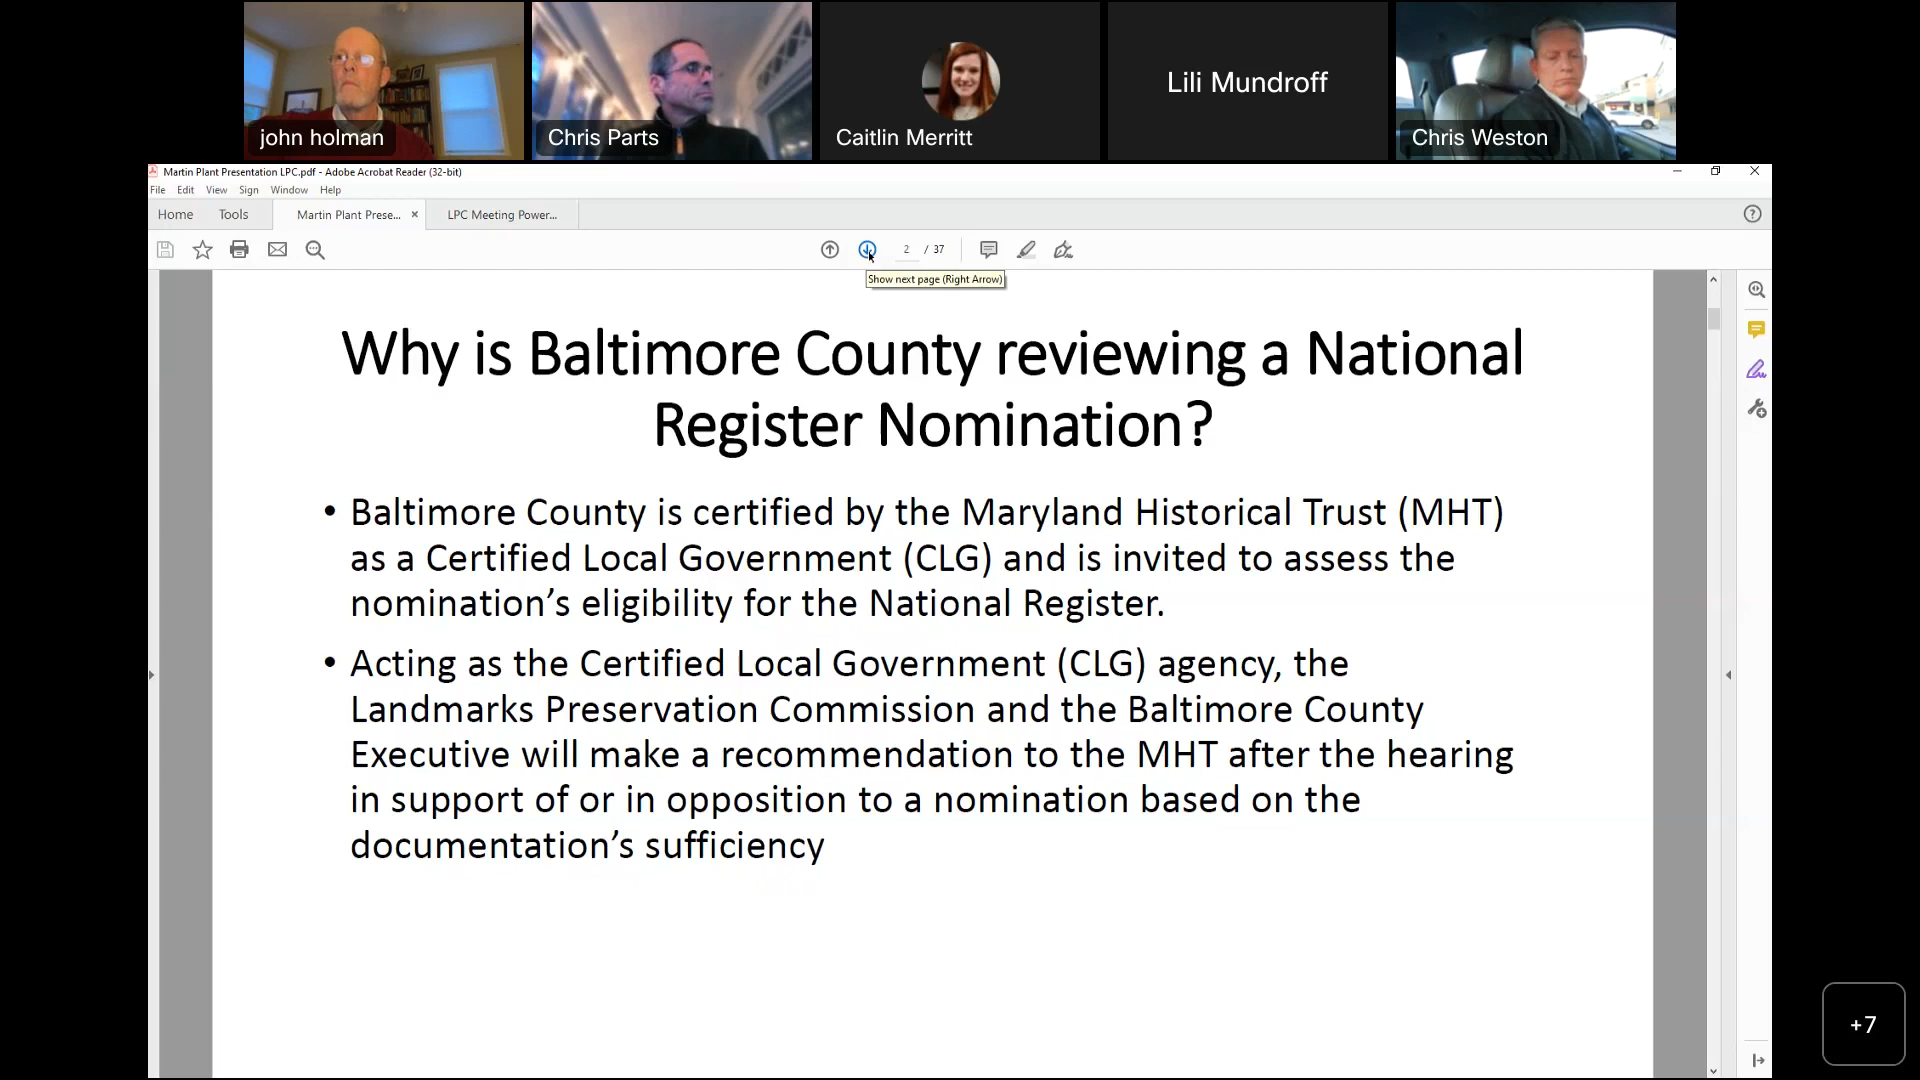 john holman
Chris Parts
Caitlin Merritt
Lili Mundroff
Chris Weston
Martin Plant Presentation LPC.pdf - Adobe Acrobat Reader (32-bit)
File Edit View Sign Window Help
Home Tools Martin Plant Prese... × LPC Meeting Power...
2 / 37
Show next page (Right Arrow)
Why is Baltimore County reviewing a National
Register Nomination?
• Baltimore County is certified by the Maryland Historical Trust (MHT)
as a Certified Local Government (CLG) and is invited to assess the
nomination’s eligibility for the National Register.
• Acting as the Certified Local Government (CLG) agency, the
Landmarks Preservation Commission and the Baltimore County
Executive will make a recommendation to the MHT after the hearing
in support of or in opposition to a nomination based on the
documentation’s sufficiency
+7